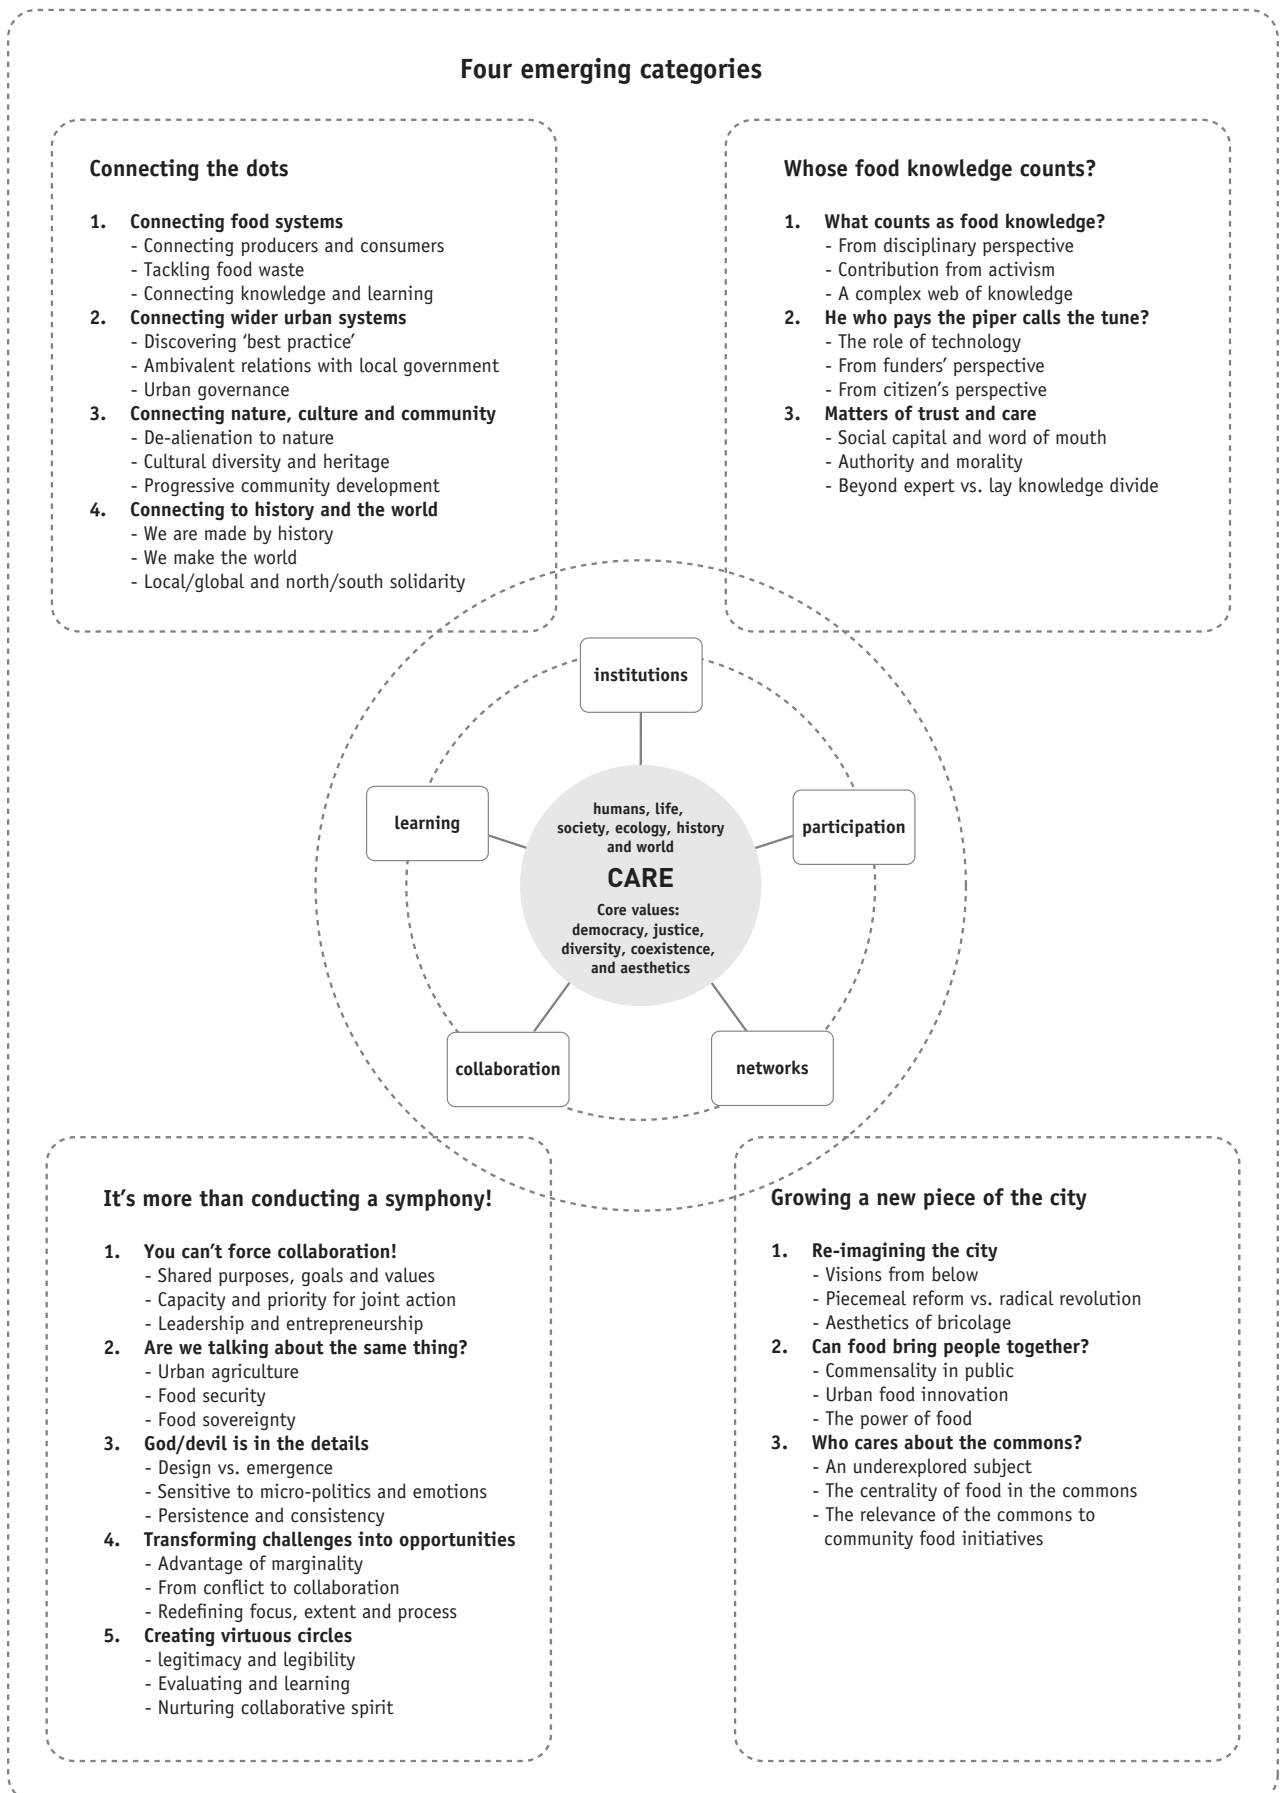 Four emerging categories
Connecting the dots
1. Connecting food systems
- Connecting producers and consumers
- Tackling food waste
- Connecting knowledge and learning
2. Connecting wider urban systems
- Discovering ‘best practice’
- Ambivalent relations with local government
- Urban governance
3. Connecting nature, culture and community
- De-alienation to nature
- Cultural diversity and heritage
- Progressive community development
4. Connecting to history and the world
- We are made by history
- We make the world
- Local/global and north/south solidarity
Whose food knowledge counts?
1. What counts as food knowledge?
- From disciplinary perspective
- Contribution from activism
- A complex web of knowledge
2. He who pays the piper calls the tune?
- The role of technology
- From funders’ perspective
- From citizen’s perspective
3. Matters of trust and care
- Social capital and word of mouth
- Authority and morality
- Beyond expert vs. lay knowledge divide
institutions
learning
participation
humans, life,
society, ecology, history
and world
CARE
Core values:
democracy, justice,
diversity, coexistence,
and aesthetics
collaboration
networks
It’s more than conducting a symphony!
1. You can’t force collaboration!
- Shared purposes, goals and values
- Capacity and priority for joint action
- Leadership and entrepreneurship
2. Are we talking about the same thing?
- Urban agriculture
- Food security
- Food sovereignty
3. God/devil is in the details
- Design vs. emergence
- Sensitive to micro-politics and emotions
- Persistence and consistency
4. Transforming challenges into opportunities
- Advantage of marginality
- From conflict to collaboration
- Redefining focus, extent and process
5. Creating virtuous circles
- legitimacy and legibility
- Evaluating and learning
- Nurturing collaborative spirit
Growing a new piece of the city
1. Re-imagining the city
- Visions from below
- Piecemeal reform vs. radical revolution
- Aesthetics of bricolage
2. Can food bring people together?
- Commensality in public
- Urban food innovation
- The power of food
3. Who cares about the commons?
- An underexplored subject
- The centrality of food in the commons
- The relevance of the commons to
community food initiatives